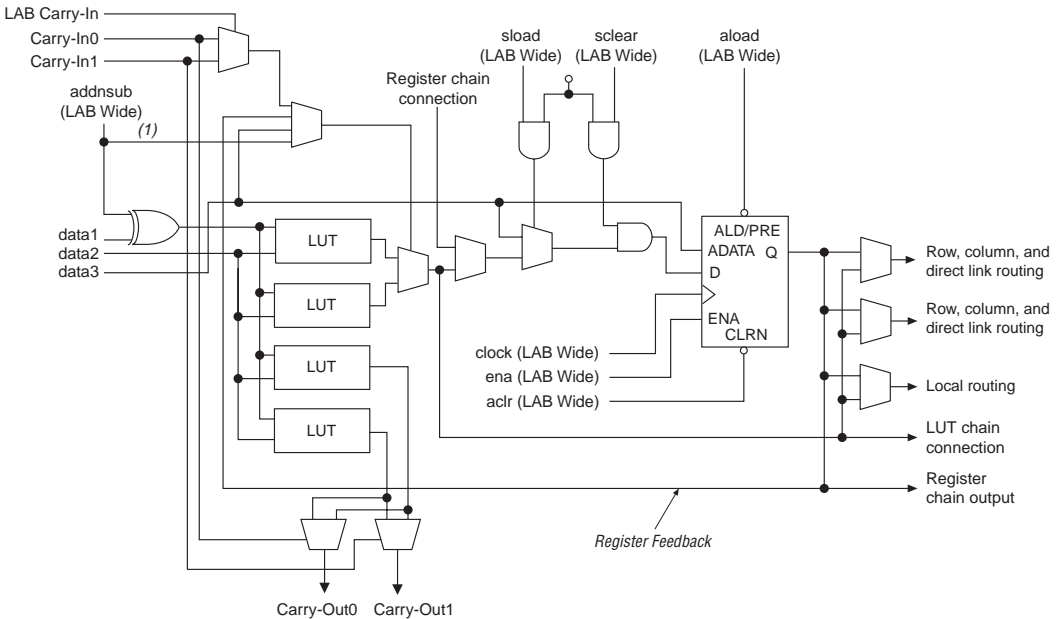 LAB Carry-In
Carry-In0
Carry-In1
addnsub
(LAB Wide)
(1)
Register chain
connection
sload
(LAB Wide)
sclear
(LAB Wide)
aload
(LAB Wide)
data1
data2
data3
LUT
LUT
LUT
LUT
ALD/PRE
ADATA
Q
D
ENA
CLRN
clock (LAB Wide)
ena (LAB Wide)
aclr (LAB Wide)
Row, column, and
direct link routing
Row, column, and
direct link routing
Local routing
LUT chain
connection
Register
chain output
Register Feedback
Carry-Out0
Carry-Out1